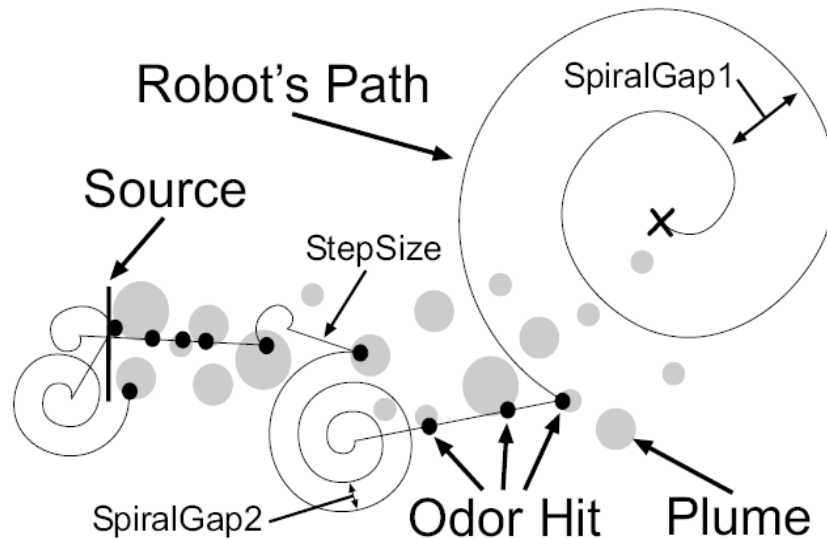 Robot's Path
SpiralGap1
Source
StepSize
SpiralGap2
Odor Hit
Plume